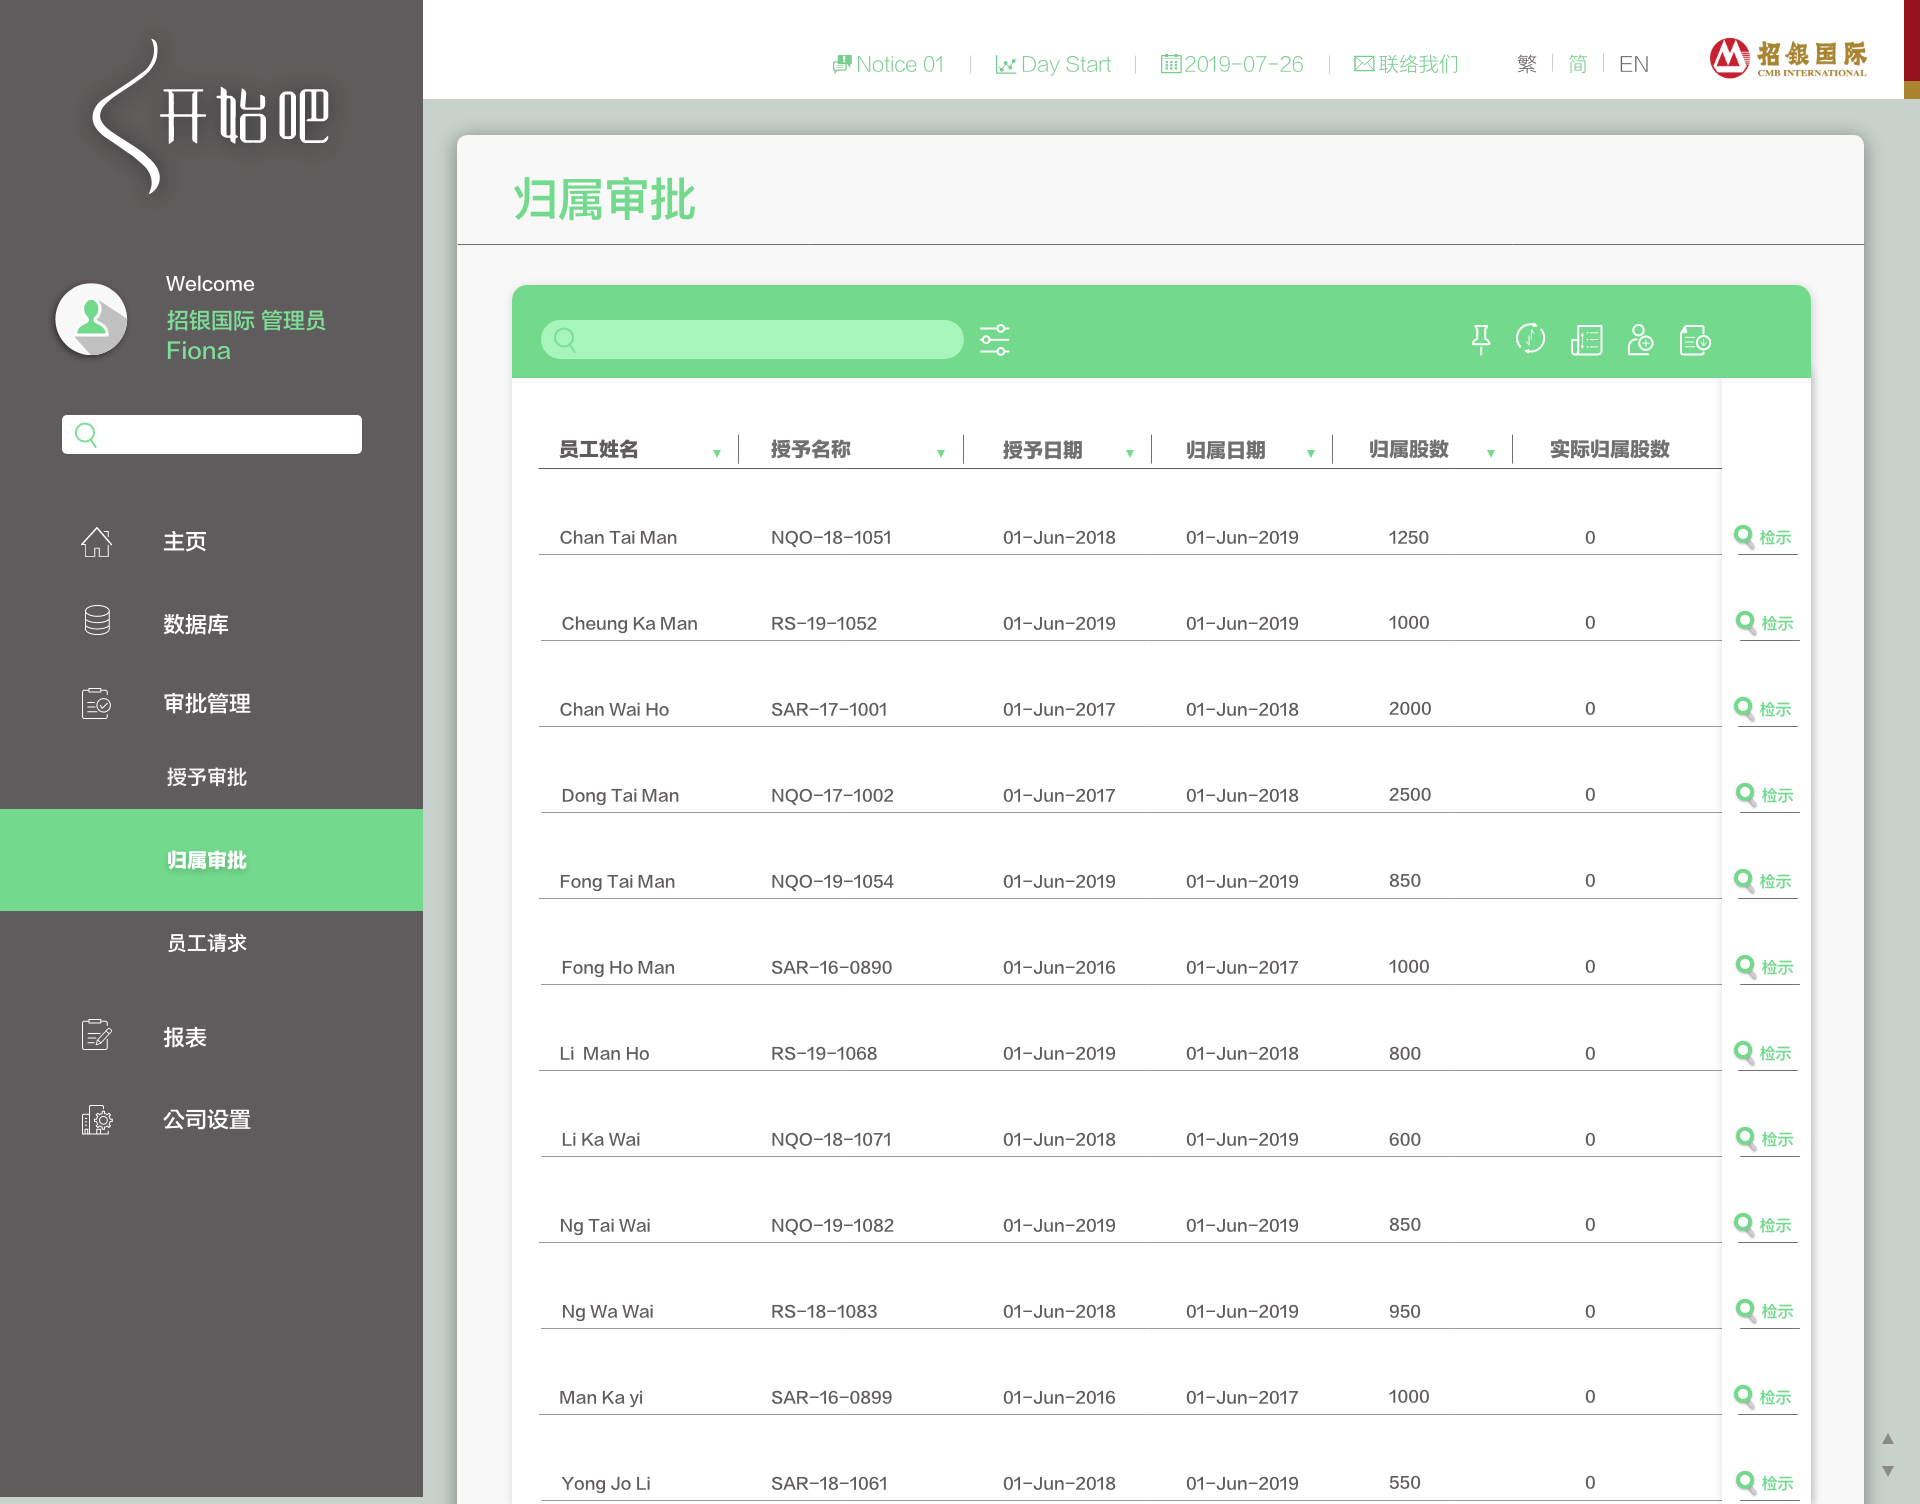 开始吧
Notice 01
Day Start
2019-07-26
联络我们
繁
简
EN
招银国际
CMB INTERNATIONAL
Welcome
招银国际 管理员
Fiona
主页
数据库
审批管理
授予审批
归属审批
员工请求
报表
公司设置
归属审批
员工姓名 授予名称 授予日期 归属日期 归属股数 实际归属股数
Chan Tai Man NQO-18-1051 01-Jun-2018 01-Jun-2019 1250 0 检示
Cheung Ka Man RS-19-1052 01-Jun-2019 01-Jun-2019 1000 0 检示
Chan Wai Ho SAR-17-1001 01-Jun-2017 01-Jun-2018 2000 0 检示
Dong Tai Man NQO-17-1002 01-Jun-2017 01-Jun-2018 2500 0 检示
Fong Tai Man NQO-19-1054 01-Jun-2019 01-Jun-2019 850 0 检示
Fong Ho Man SAR-16-0890 01-Jun-2016 01-Jun-2017 1000 0 检示
Li Man Ho RS-19-1068 01-Jun-2019 01-Jun-2018 800 0 检示
Li Ka Wai NQO-18-1071 01-Jun-2018 01-Jun-2019 600 0 检示
Ng Tai Wai NQO-19-1082 01-Jun-2019 01-Jun-2019 850 0 检示
Ng Wa Wai RS-18-1083 01-Jun-2018 01-Jun-2019 950 0 检示
Man Ka yi SAR-16-0899 01-Jun-2016 01-Jun-2017 1000 0 检示
Yong Jo Li SAR-18-1061 01-Jun-2018 01-Jun-2019 550 0 检示